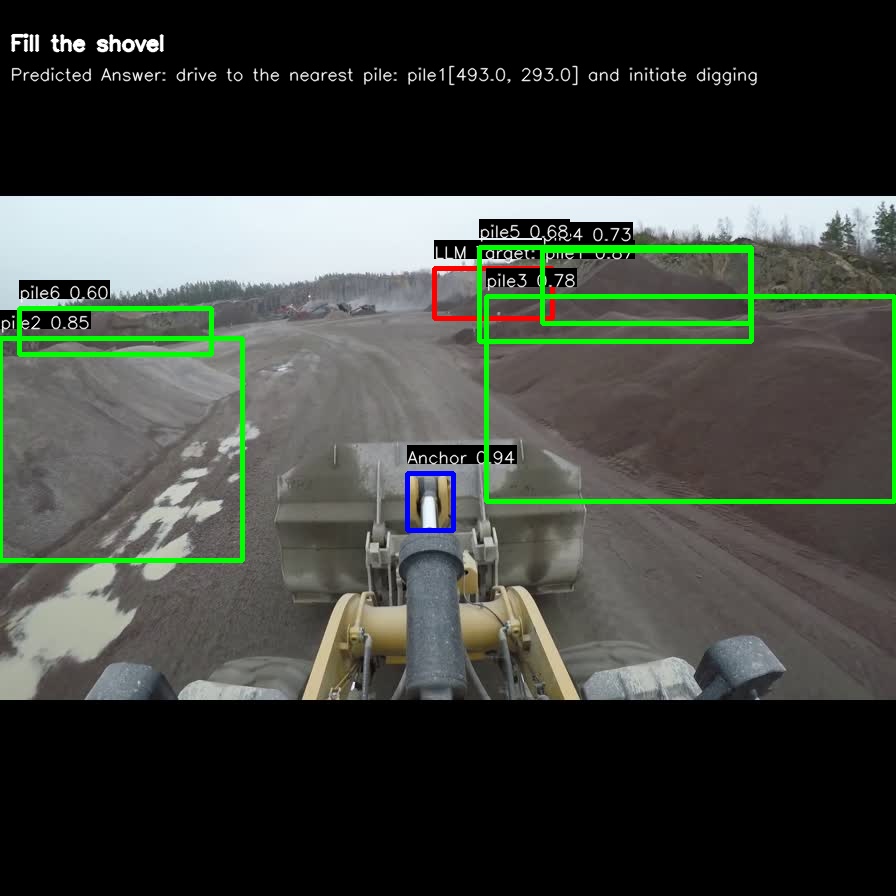 Fill the shovel
Predicted Answer: drive to the nearest pile: pile1[493.0, 293.0] and initiate digging
pile5 0.68
0.73
LLM Target: pile1 0.87
pile3 0.78
pile6 0.60
pile2 0.85
Anchor 0.94